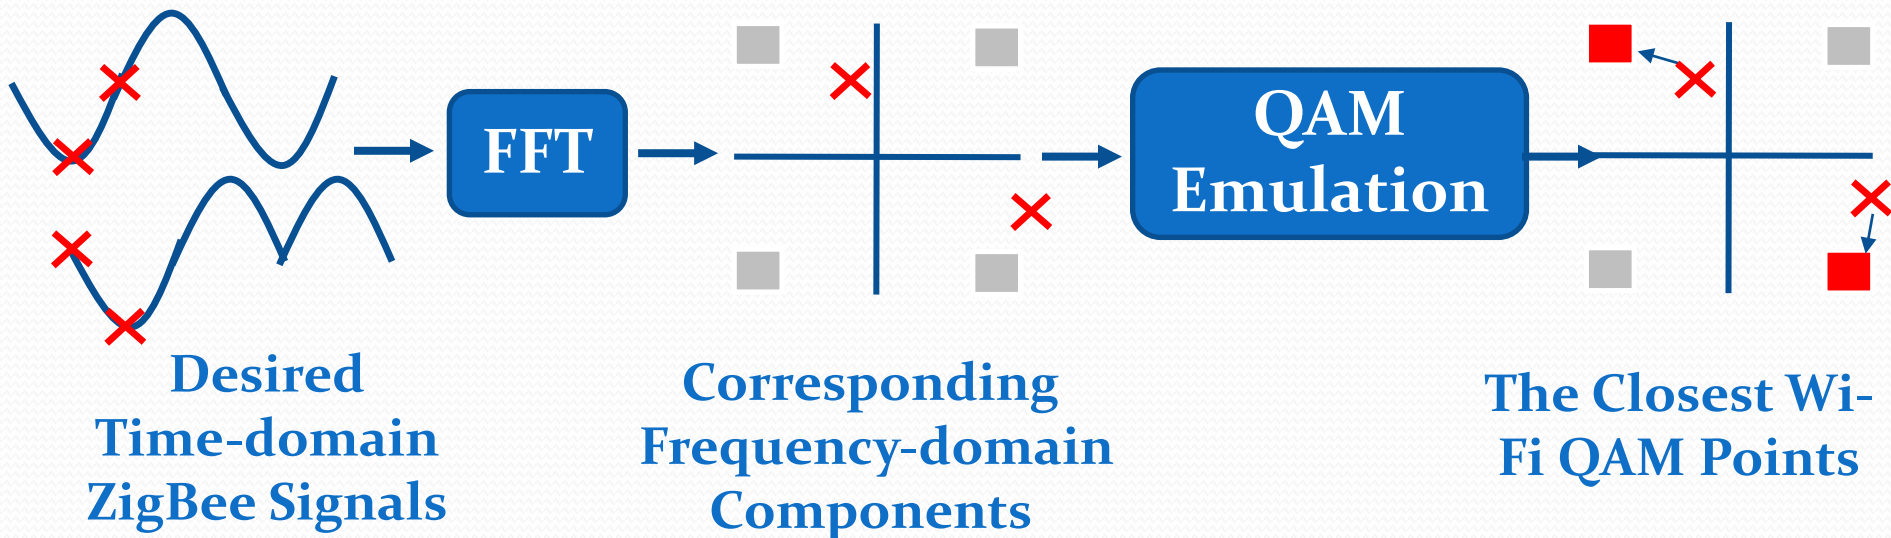 FFT
QAM
Emulation
Desired
Time-domain
ZigBee Signals
Corresponding
Frequency-domain
Components
The Closest Wi-
Fi QAM Points